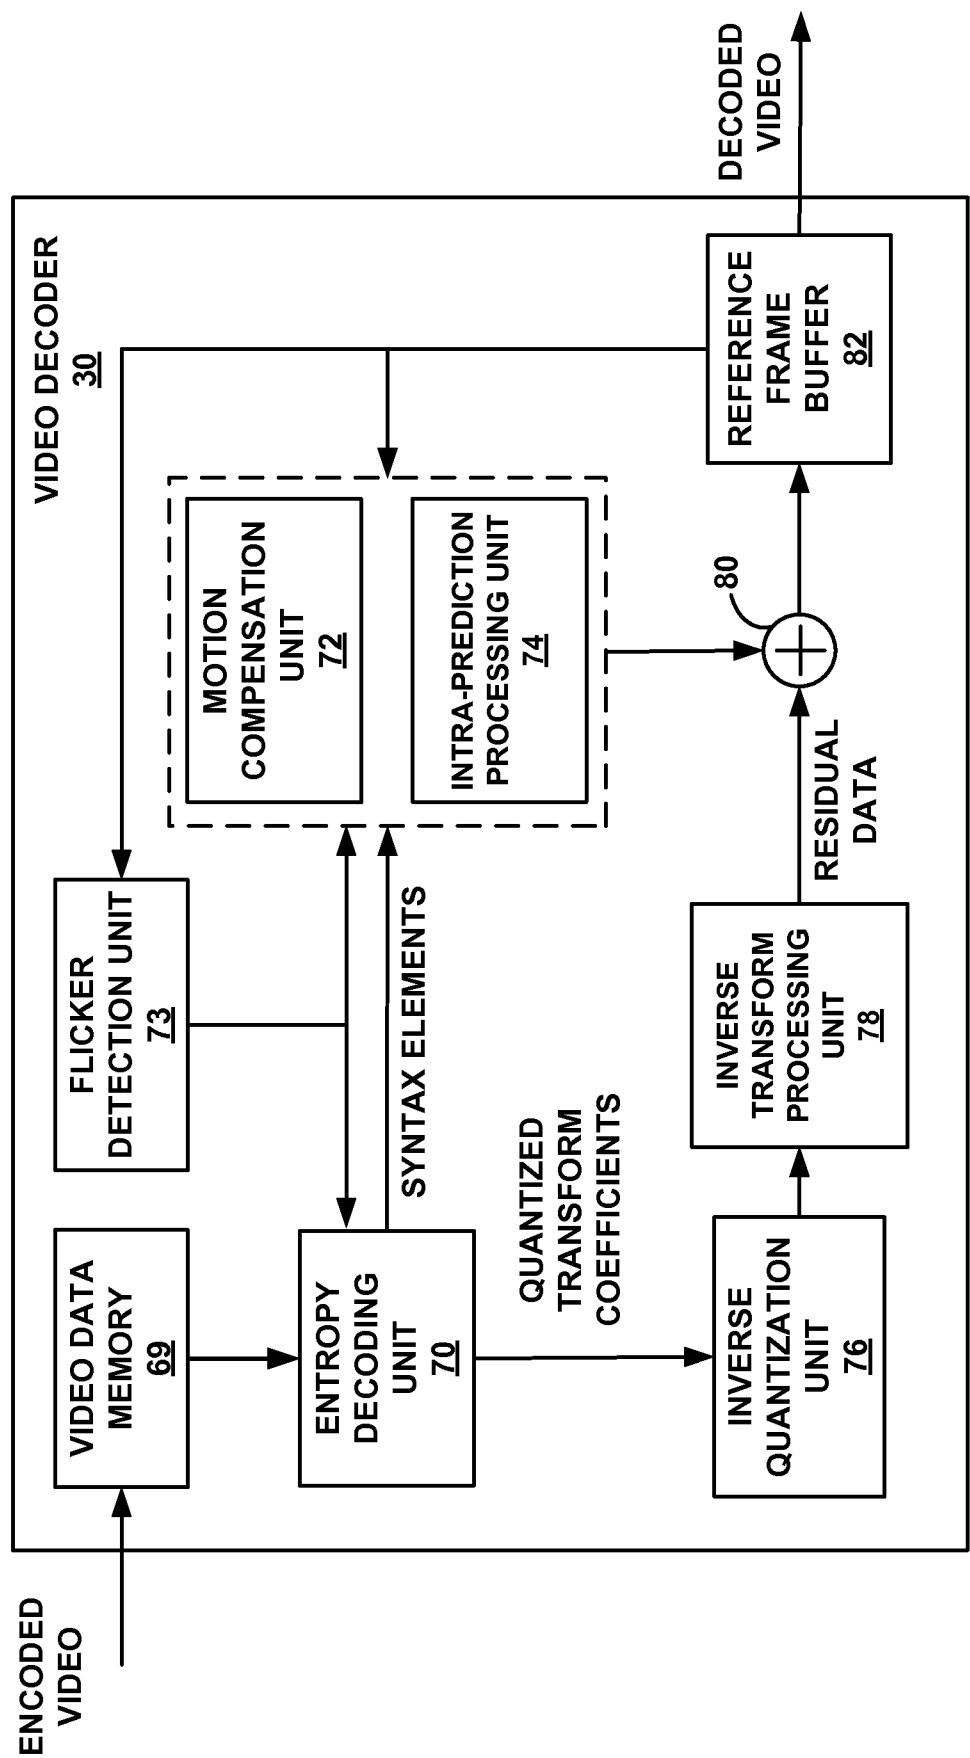 VIDEO DECODER
30
ENCODED
VIDEO
VIDEO DATA
MEMORY
69
FLICKER
DETECTION UNIT
73
MOTION
COMPENSATION
UNIT
72
INTRA-PREDICTION
PROCESSING UNIT
74
ENTROPY
DECODING
UNIT
70
SYNTAX ELEMENTS
QUANTIZED
TRANSFORM
COEFFICIENTS
INVERSE
QUANTIZATION
UNIT
76
INVERSE
TRANSFORM
PROCESSING
UNIT
78
RESIDUAL
DATA
80
REFERENCE
FRAME
BUFFER
82
DECODED
VIDEO